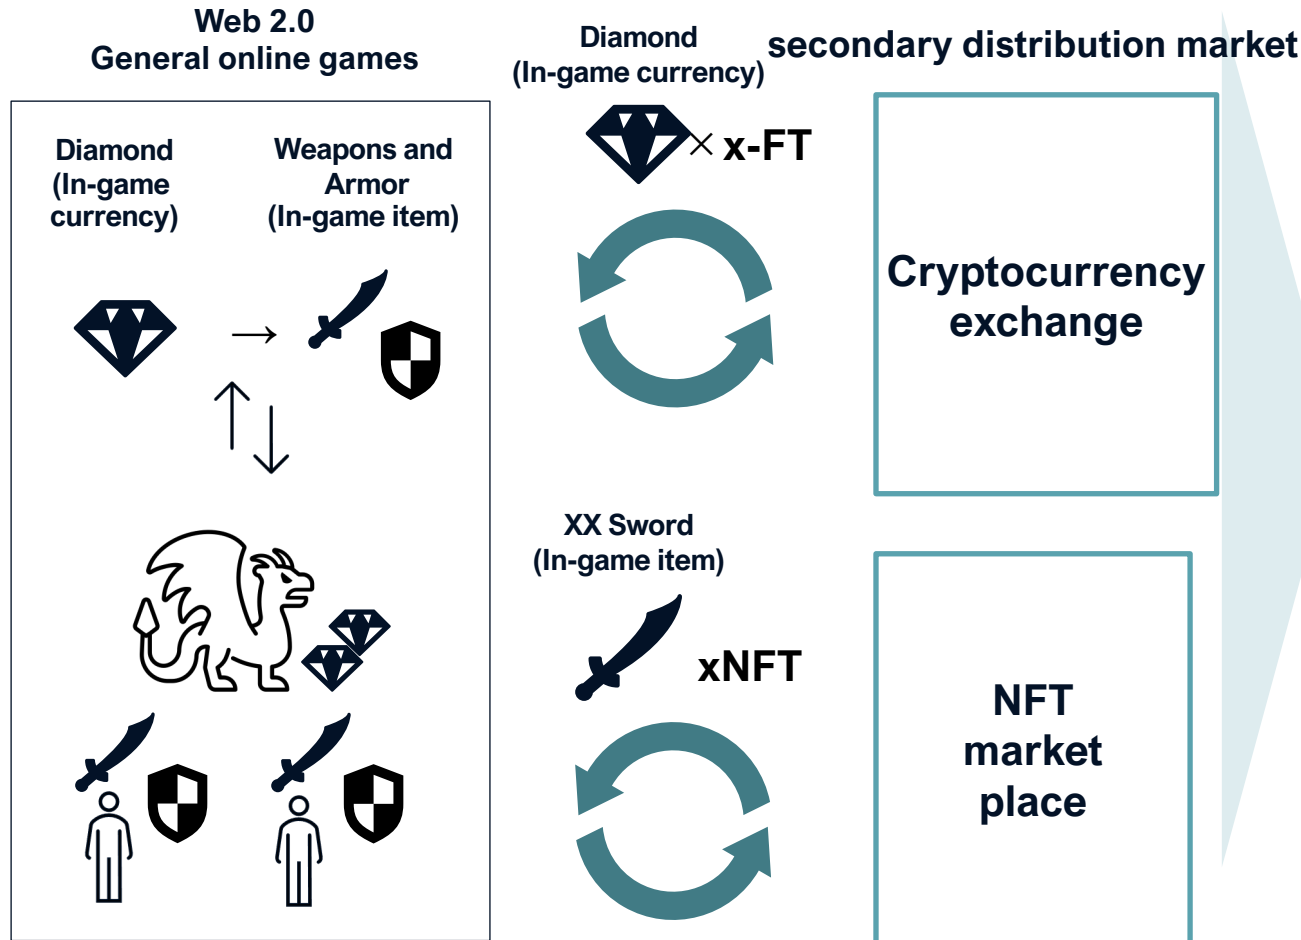 Web 2.0
General online games
Diamond
(In-game
currency)
Weapons and
Armor
(In-game item)
Diamond
(In-game currency)
× x-FT
XX Sword
(In-game item)
xNFT
secondary distribution market
Cryptocurrency
exchange
NFT
market
place